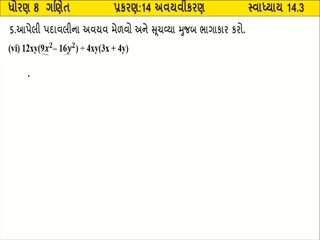 ધોરણ 8 ગણિત પ્રકરણ:14 અવયવીકરણ સ્વાધ્યાય 14.3
5.આપેલી પદાવલીના અવયવ મેળવો અને સૂચવ્યા મુજબ ભાગાકાર કરો.
(vi) 12xy(9x² – 16y²) ÷ 4xy(3x + 4y)